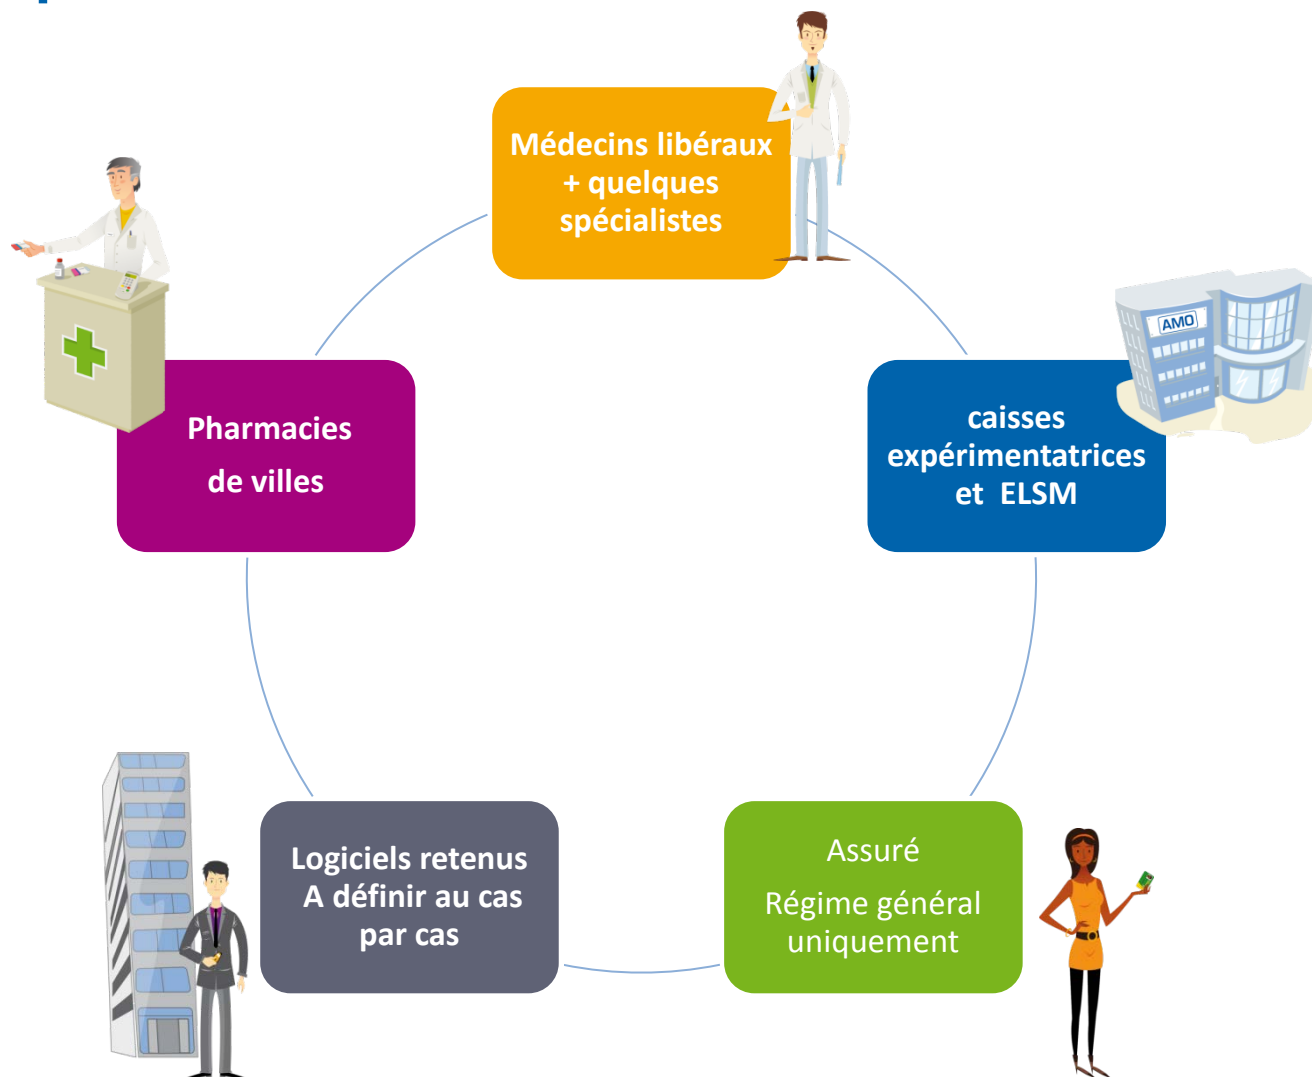 Médecins libéraux
+ quelques
spécialistes
AMO
caisses
expérimentatrices
et ELSM
Pharmacies
de villes
Logiciels retenus
A définir au cas
par cas
Assuré
Régime général
uniquement